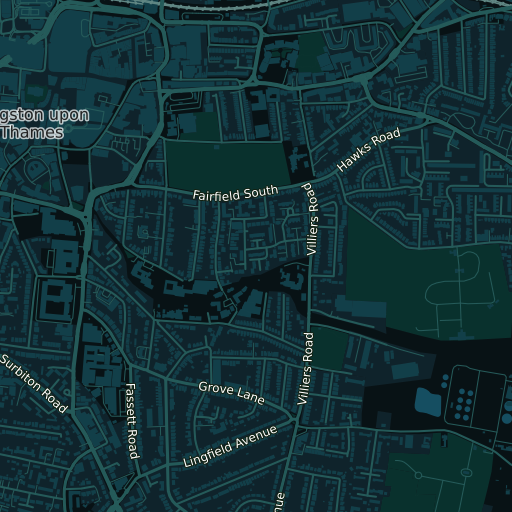 gston upon
Thames
Hawks Road
Fairfield South
Villiers Road
Villiers Road
Surbiton Road
Fassett Road
Grove Lane
Lingfield Avenue
nue